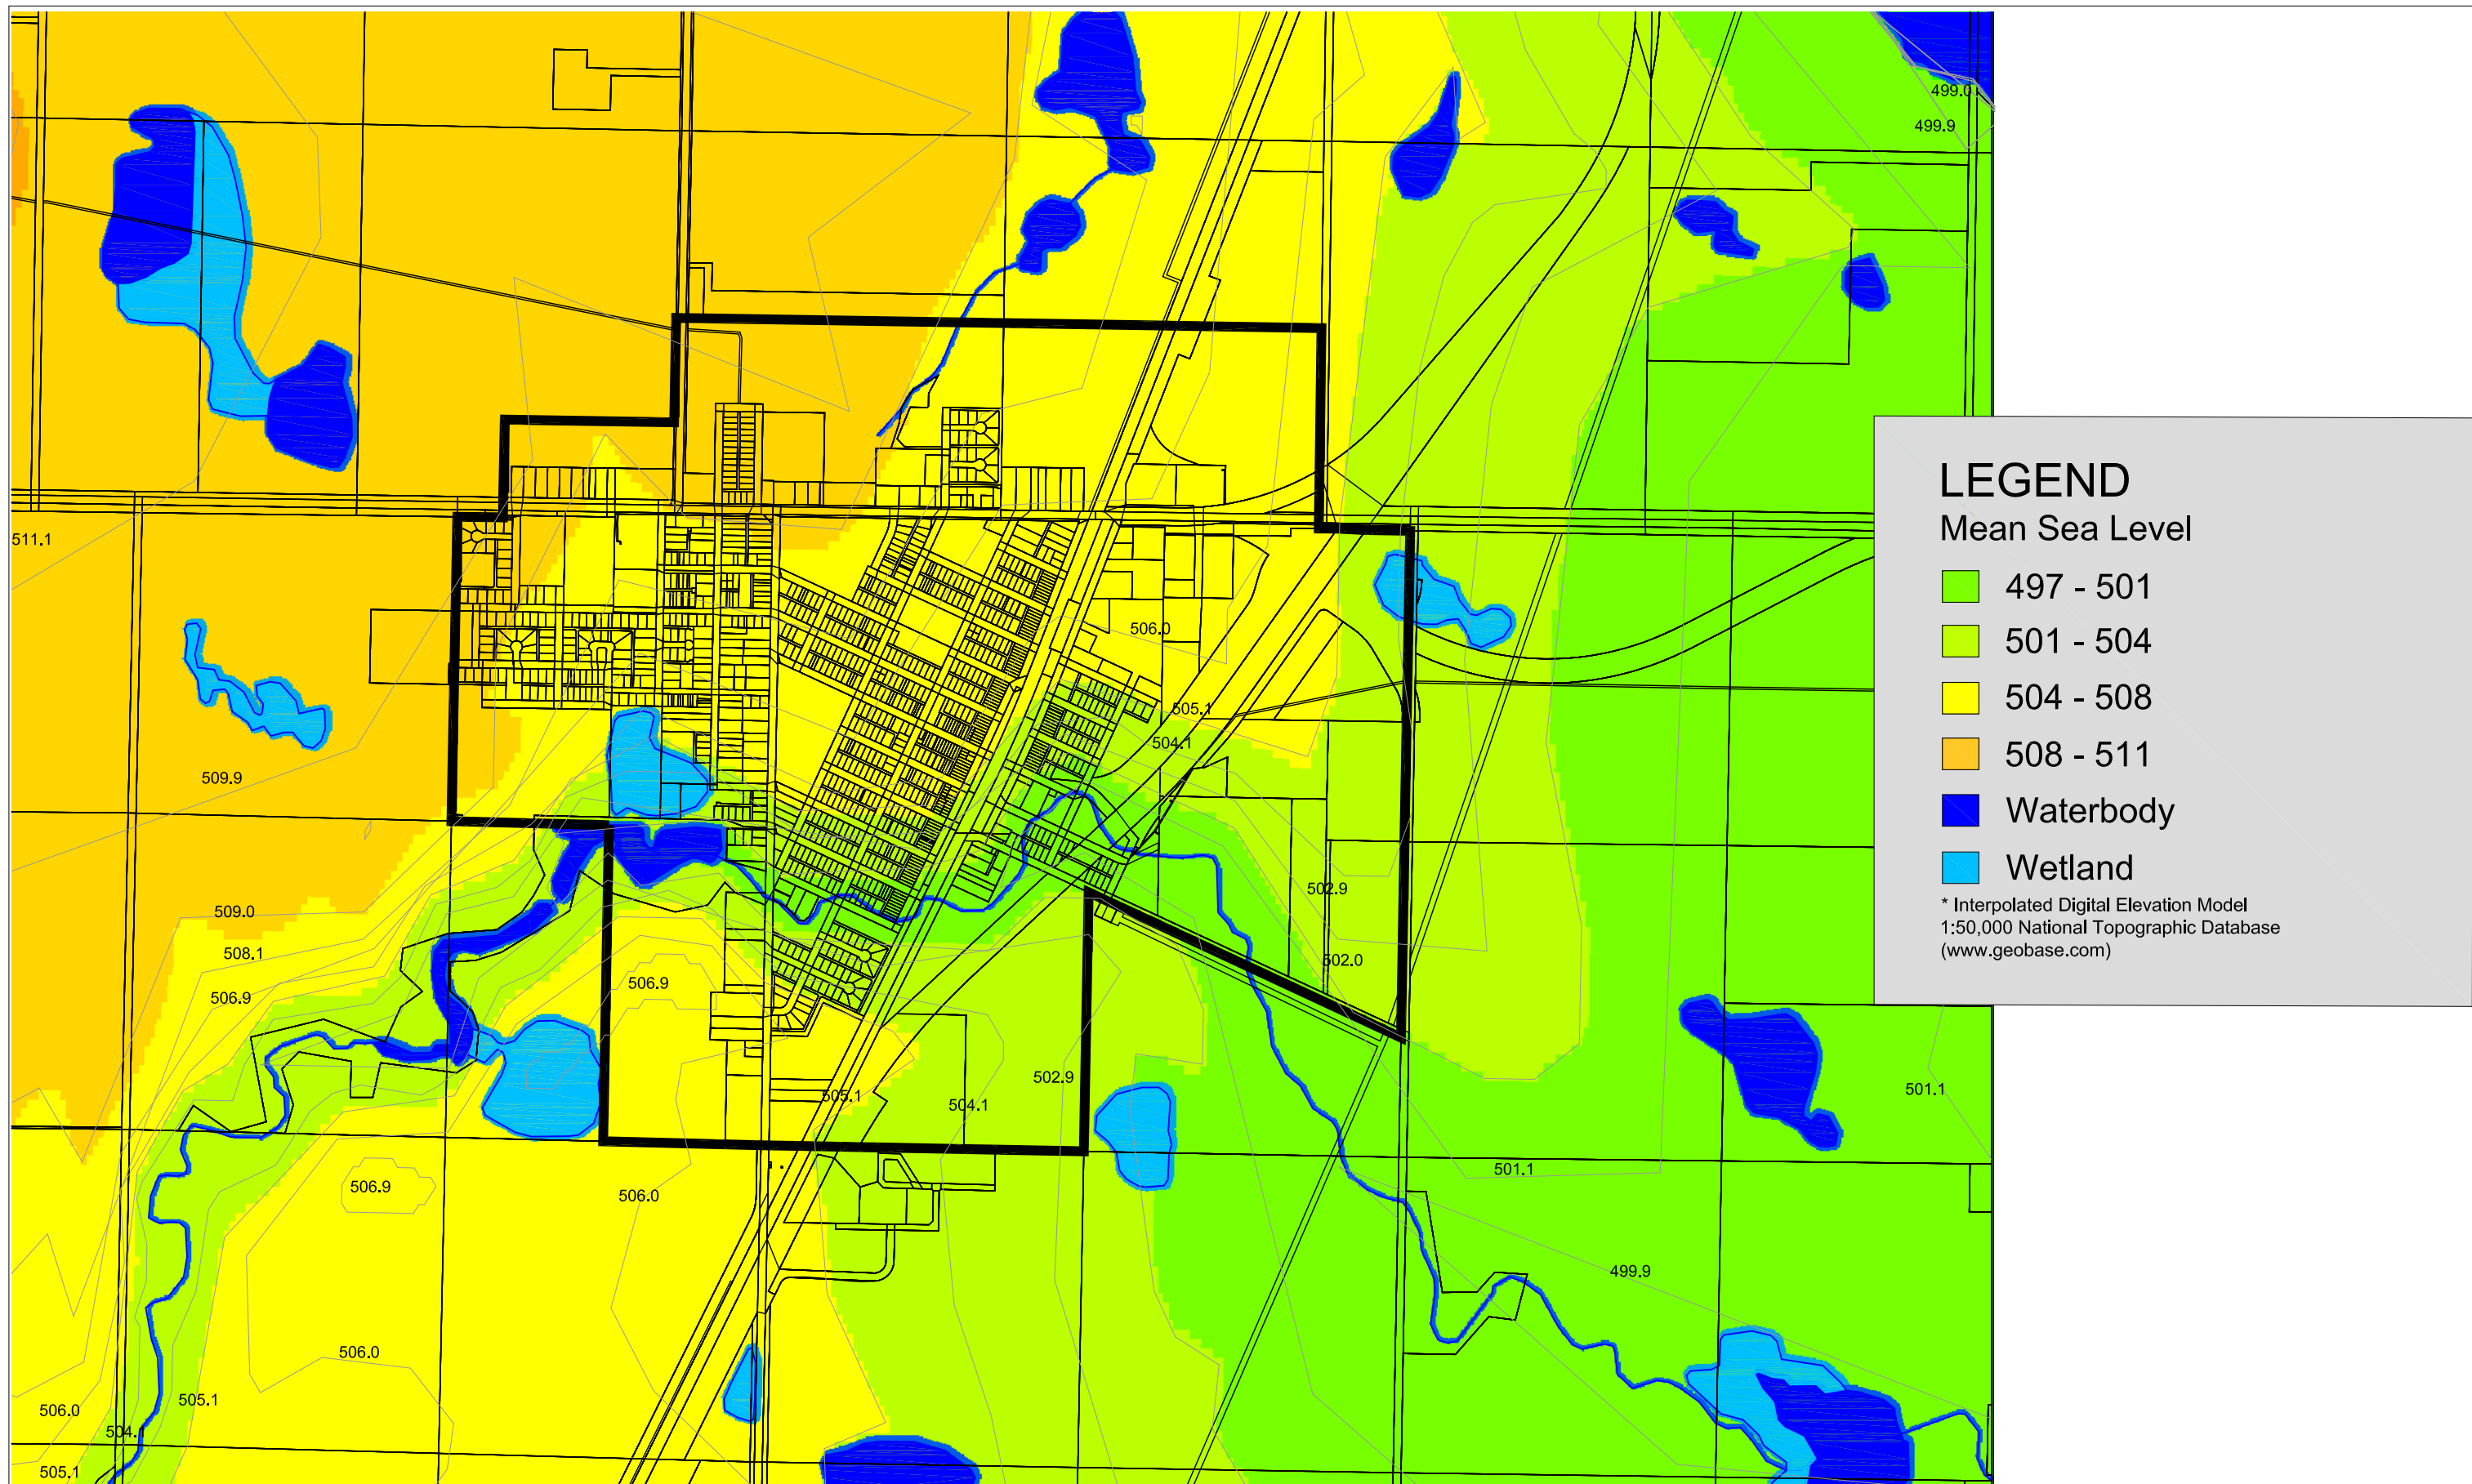 499.0
499.9
LEGEND
Mean Sea Level
497 - 501
501 - 504
504 - 508
508 - 511
Waterbody
Wetland
* Interpolated Digital Elevation Model
1:50,000 National Topographic Database
(www.geobase.com)
511.1
506.0
505.1
504.1
509.9
502.9
509.0
508.1
502.0
506.9
506.9
502.9
505.1
504.1
501.1
501.1
506.9
506.0
499.9
506.0
505.1
506.0
504.1
505.1